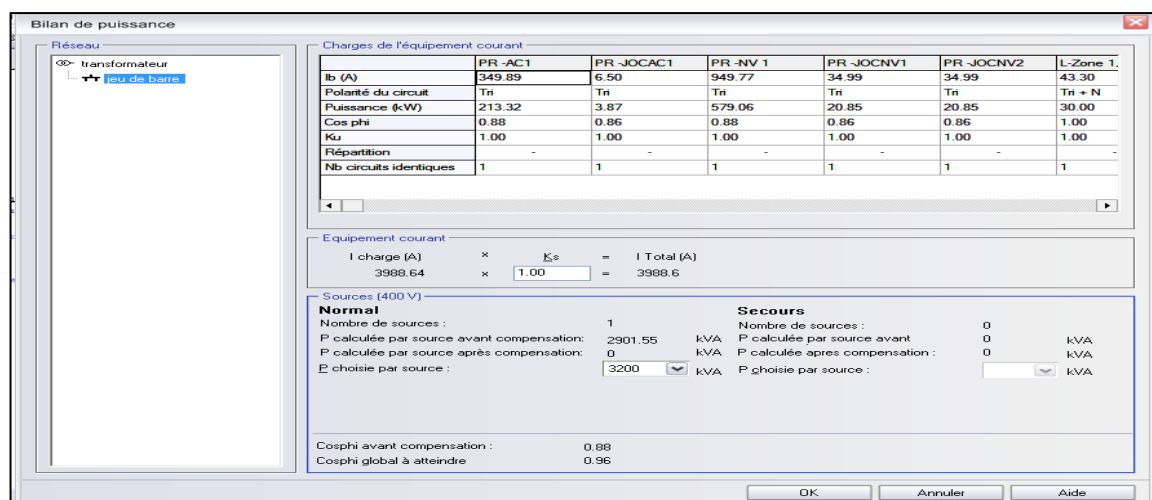 Bilan de puissance
Réseau
transformateur
jeu de barre
Charges de l'équipement courant
PR -AC1 PR -JOCAC1 PR -NV 1 PR -JOCNV1 PR -JOCNV2 L-Zone 1,
Ib (A) 349.89 6.50 949.77 34.99 34.99 43.30
Polarité du circuit Tri Tri Tri Tri Tri Tri + N
Puissance (kW) 213.32 3.87 579.06 20.85 20.85 30.00
Cos phi 0.88 0.86 0.88 0.86 0.86 1.00
Ku 1.00 1.00 1.00 1.00 1.00 1.00
Répartition - - - - - -
Nb circuits identiques 1 1 1 1 1 1
Equipement courant
I charge (A) × Ks = I Total (A)
3988.64 × 1.00 = 3988.6
Sources (400 V)
Normal
Nombre de sources : 1
P calculée par source avant compensation: 2901.55 kVA
P calculée par source après compensation: 0 kVA
P choisie par source : 3200 kVA
Secours
Nombre de sources : 0
P calculée par source avant 0 kVA
P calculée apres compensation : 0 kVA
P choisie par source : kVA
Cosphi avant compensation : 0.88
Cosphi global à atteindre 0.96
OK Annuler Aide